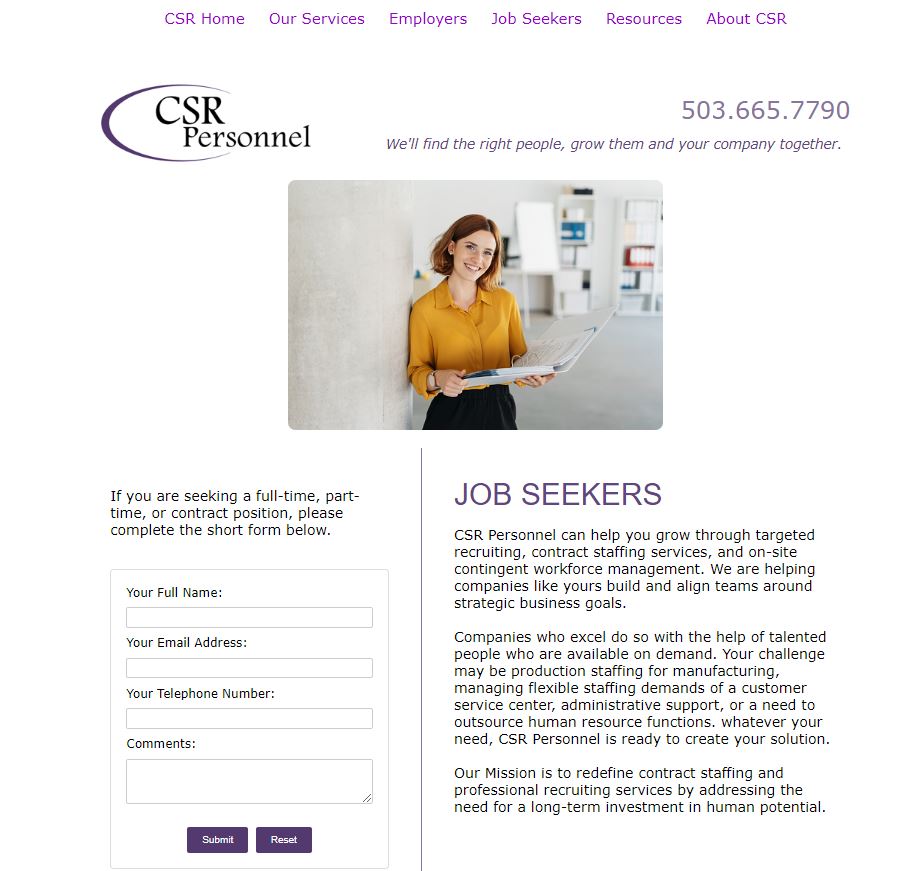 CSR Home Our Services Employers Job Seekers Resources About CSR
CSR
Personnel
503.665.7790
We'll find the right people, grow them and your company together.
If you are seeking a full-time, part-
time, or contract position, please
complete the short form below.
Your Full Name:
Your Email Address:
Your Telephone Number:
Comments:
Submit Reset
JOB SEEKERS
CSR Personnel can help you grow through targeted
recruiting, contract staffing services, and on-site
contingent workforce management. We are helping
companies like yours build and align teams around
strategic business goals.
Companies who excel do so with the help of talented
people who are available on demand. Your challenge
may be production staffing for manufacturing,
managing flexible staffing demands of a customer
service center, administrative support, or a need to
outsource human resource functions. whatever your
need, CSR Personnel is ready to create your solution.
Our Mission is to redefine contract staffing and
professional recruiting services by addressing the
need for a long-term investment in human potential.